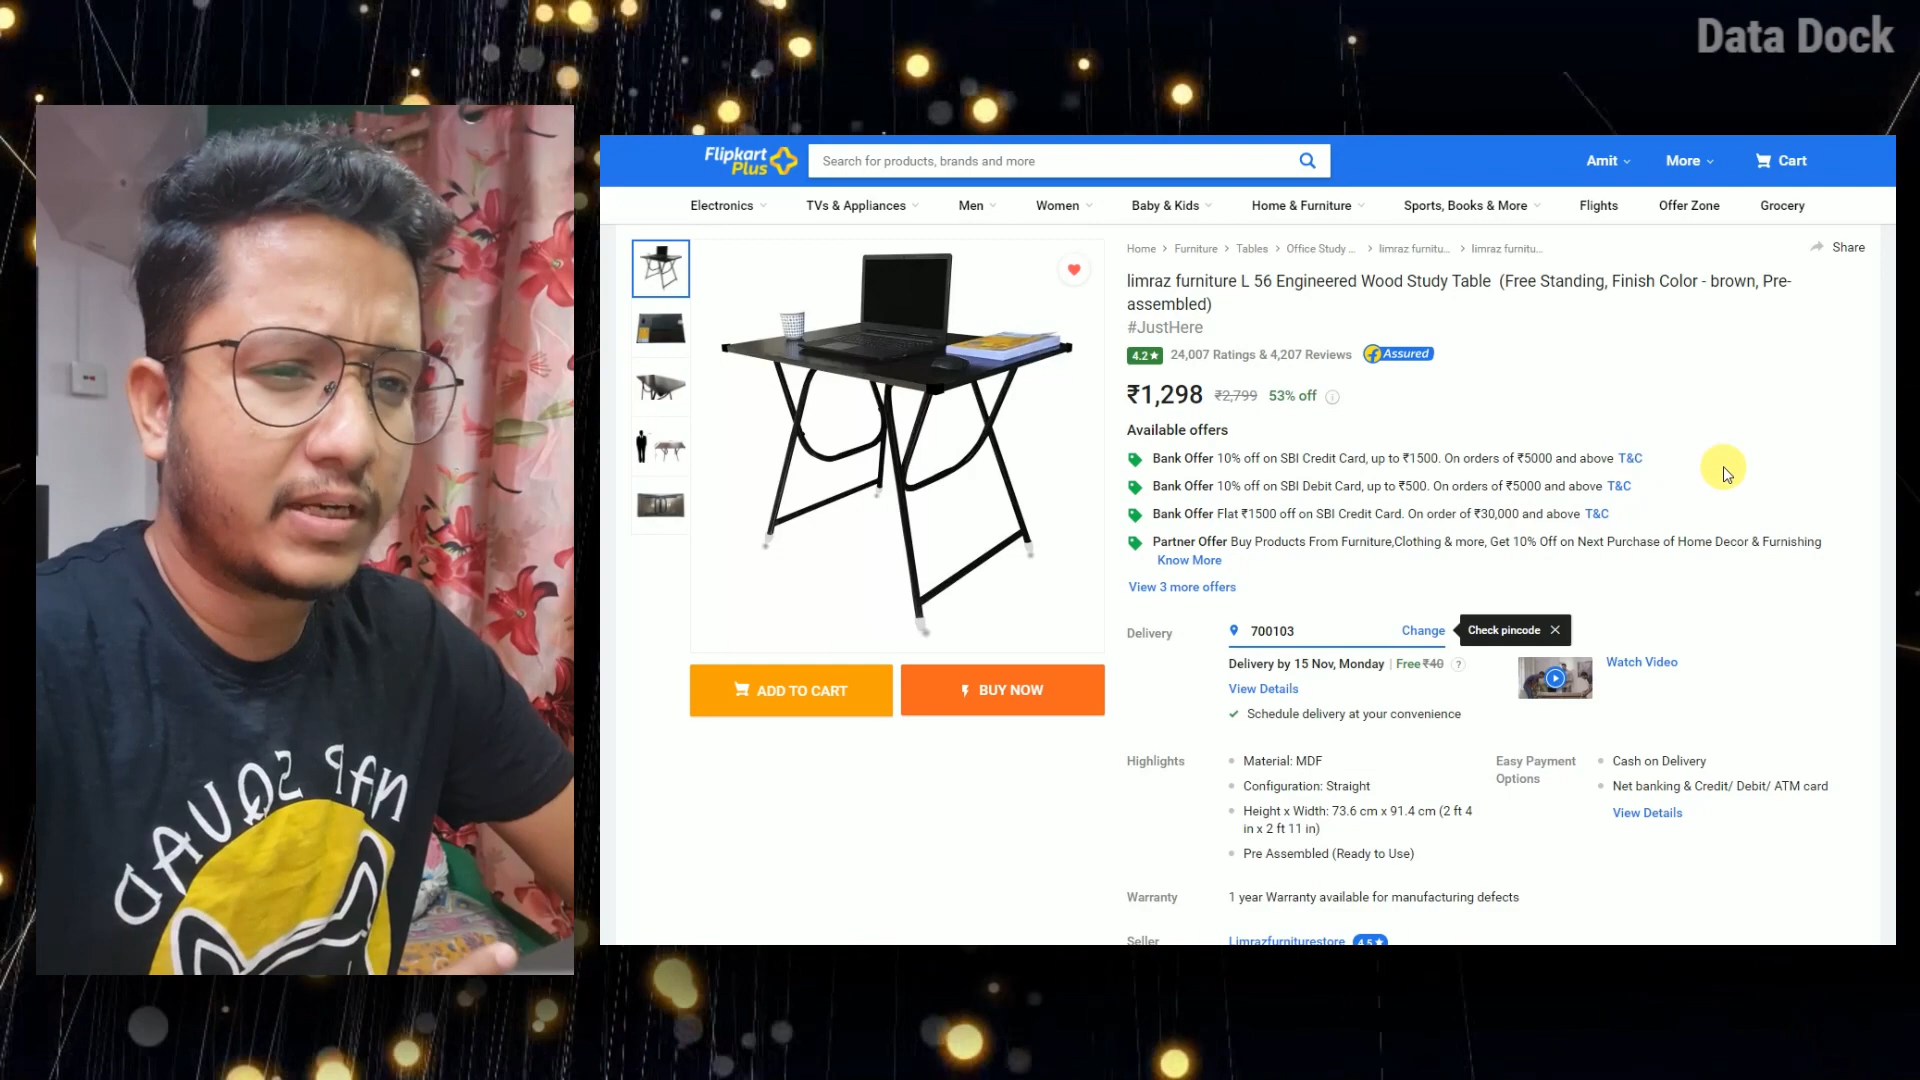 Data Dock
NAP SQUAD
Flipkart
Plus
Search for products, brands and more
Amit
More
Cart
Electronics
TVs & Appliances
Men
Women
Baby & Kids
Home & Furniture
Sports, Books & More
Flights
Offer Zone
Grocery
Home > Furniture > Tables > Office Study ... > limraz furnitu... > limraz furnitu...
Share
limraz furniture L 56 Engineered Wood Study Table (Free Standing, Finish Color - brown, Pre-
assembled)
#JustHere
4.2★ 24,007 Ratings & 4,207 Reviews Assured
₹1,298 ₹2,799 53% off
Available offers
Bank Offer 10% off on SBI Credit Card, up to ₹1500. On orders of ₹5000 and above T&C
Bank Offer 10% off on SBI Debit Card, up to ₹500. On orders of ₹5000 and above T&C
Bank Offer Flat ₹1500 off on SBI Credit Card. On order of ₹30,000 and above T&C
Partner Offer Buy Products From Furniture,Clothing & more, Get 10% Off on Next Purchase of Home Decor & Furnishing
Know More
View 3 more offers
ADD TO CART
BUY NOW
Delivery
700103
Change
Check pincode
Delivery by 15 Nov, Monday | Free ₹40 ?
View Details
Schedule delivery at your convenience
Watch Video
Highlights
Material: MDF
Configuration: Straight
Height x Width: 73.6 cm x 91.4 cm (2 ft 4
in x 2 ft 11 in)
Pre Assembled (Ready to Use)
Easy Payment
Options
Cash on Delivery
Net banking & Credit/ Debit/ ATM card
View Details
Warranty
1 year Warranty available for manufacturing defects
Seller
Limrazfurniturestore 4.5★